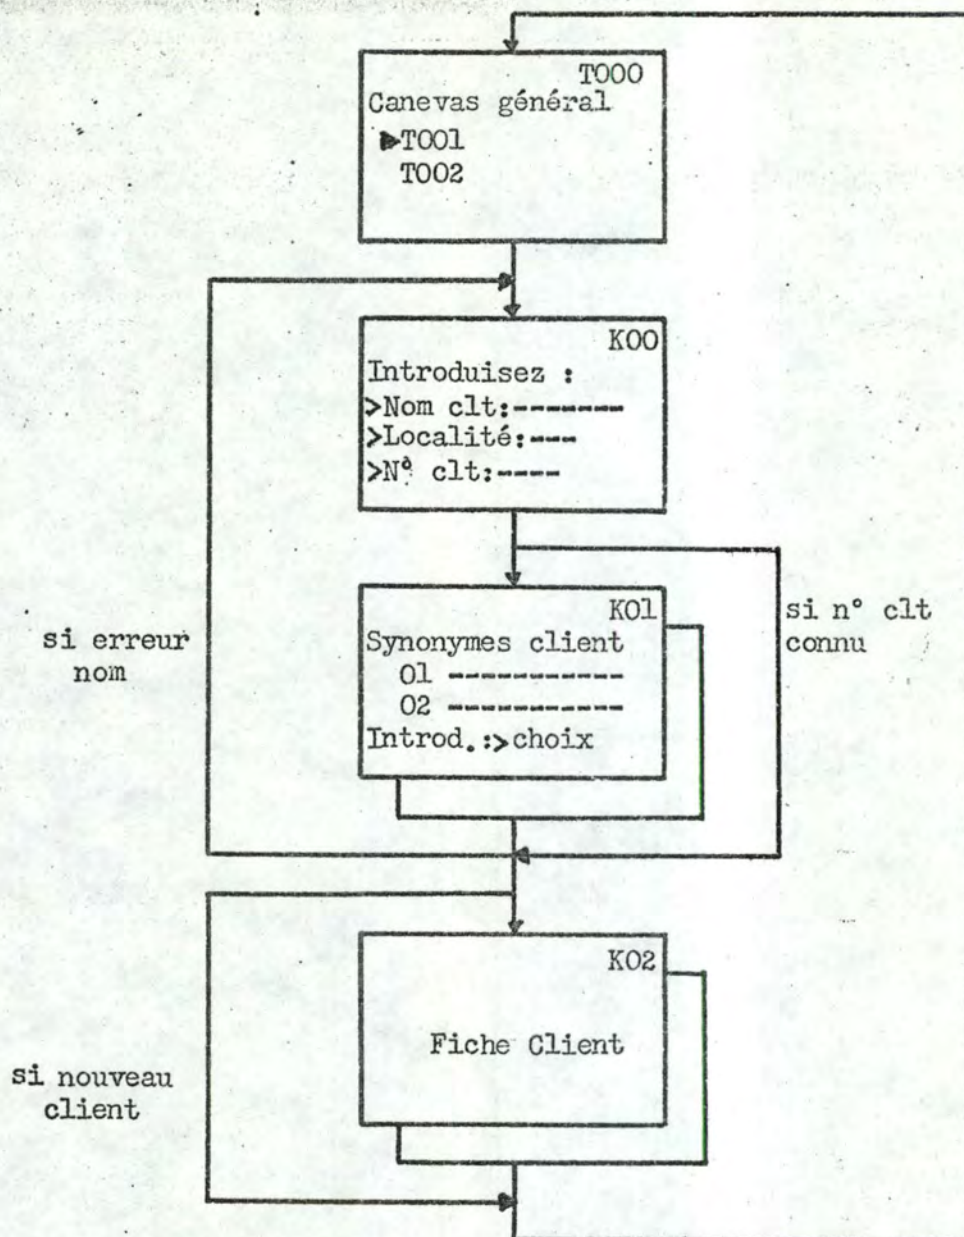 T000
Canevas général
▶T001
T002
K00
Introduisez :
>Nom clt:-------
>Localité:---
>N° clt:----
K01
Synonymes client
01 -----------
02 -----------
Introd.:>choix
si n° clt
connu
si erreur
nom
K02
Fiche Client
si nouveau
client